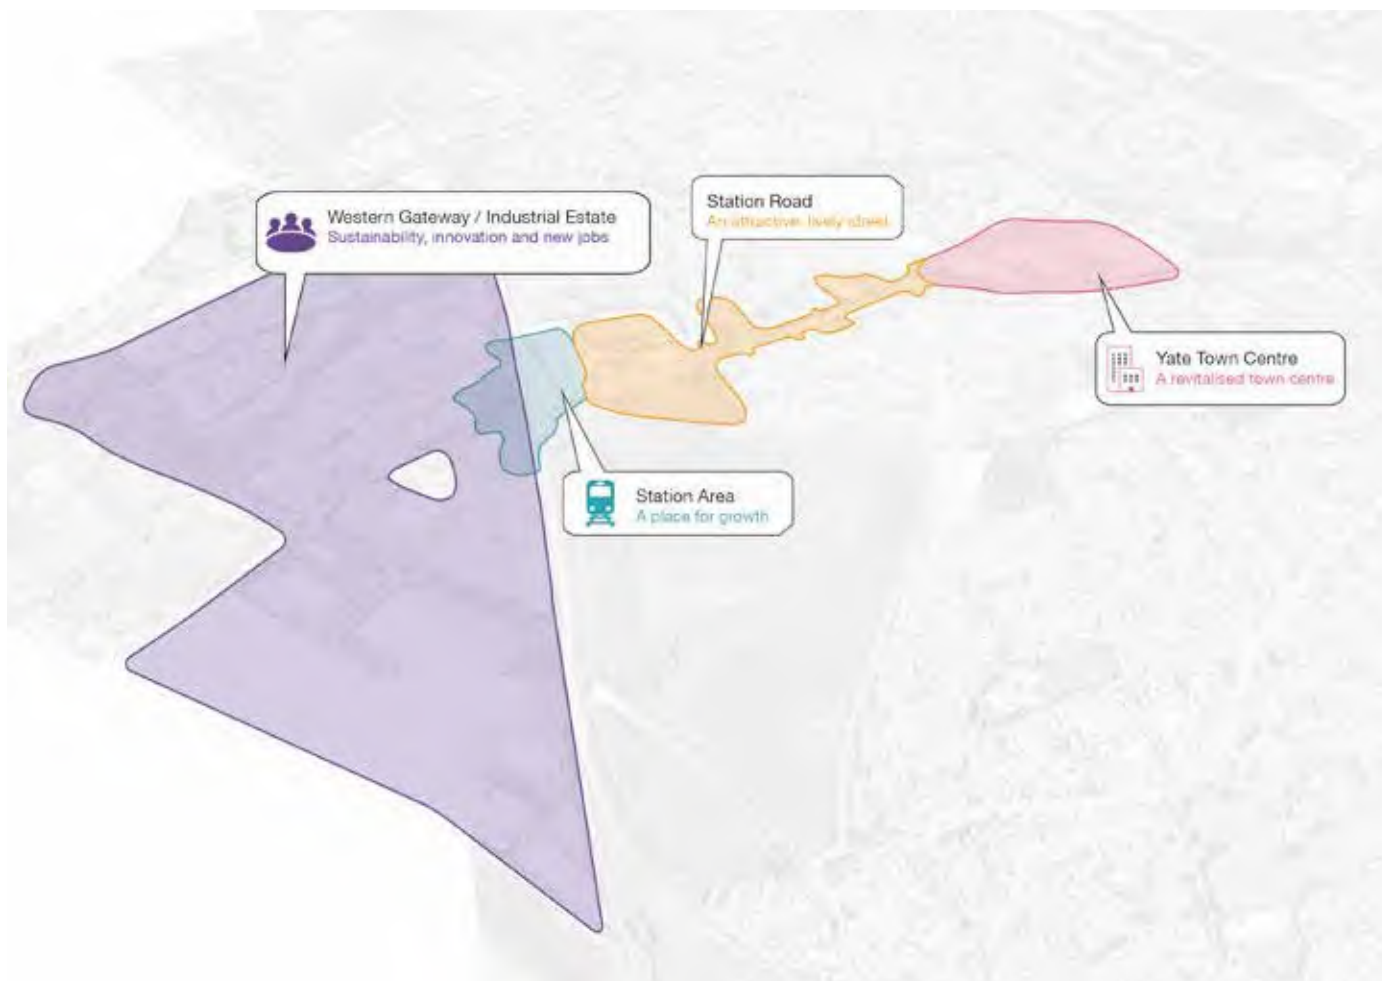 Western Gateway / Industrial Estate
Sustainability, innovation and new jobs
Station Road
An attractive, lively street
Yate Town Centre
A revitalised town centre
Station Area
A place for growth